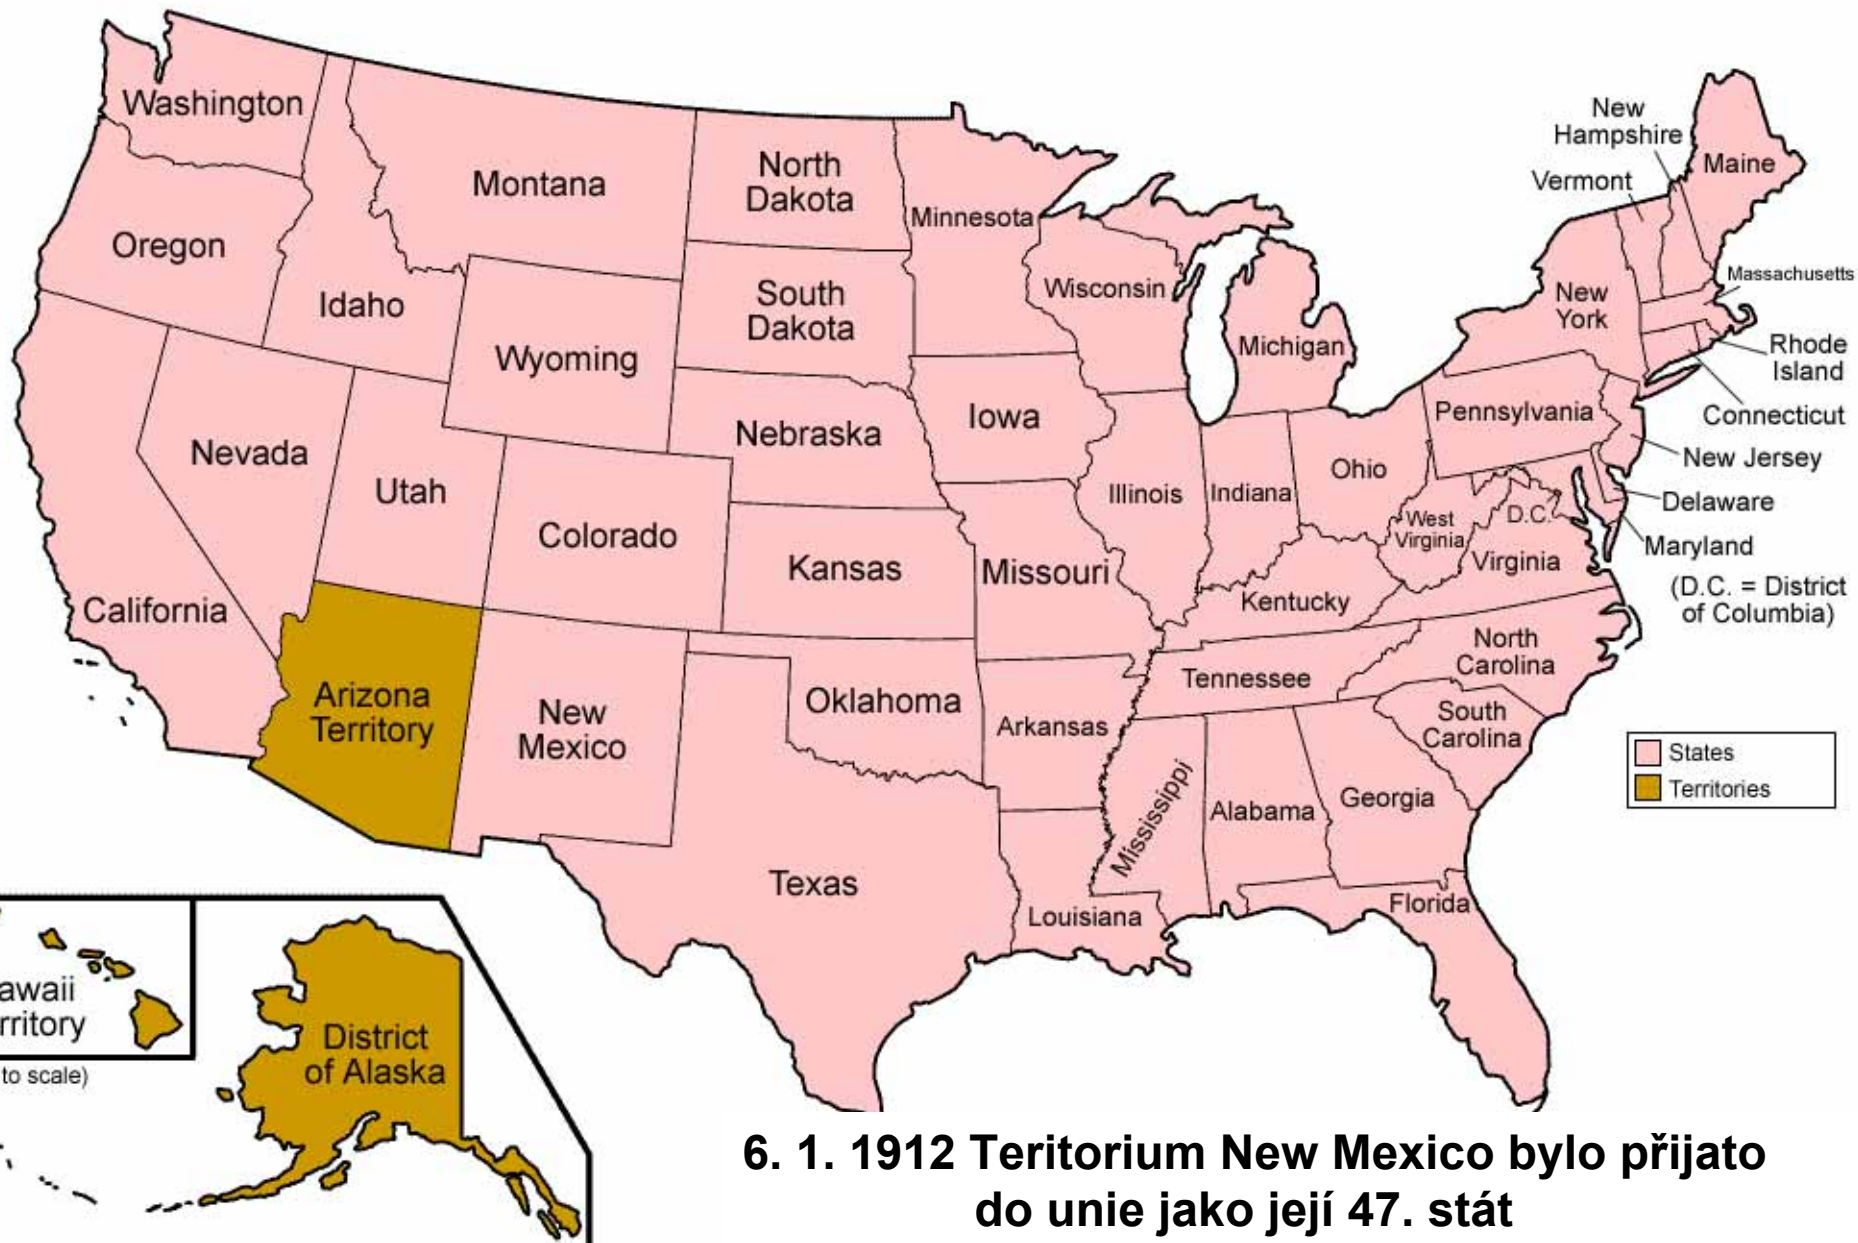 Washington
Montana
North
Dakota
Minnesota
New
Hampshire
Vermont
Maine
Oregon
Idaho
Wyoming
South
Dakota
Wisconsin
Michigan
New
York
Massachusetts
Rhode
Island
Connecticut
New Jersey
Delaware
Maryland
(D.C. = District
of Columbia)
Nevada
Utah
Colorado
Nebraska
Iowa
Illinois
Indiana
Ohio
Pennsylvania
West
Virginia
D.C.
Virginia
California
Kansas
Missouri
Kentucky
Arizona
Territory
New
Mexico
Oklahoma
Arkansas
Tennessee
North
Carolina
South
Carolina
Texas
Louisiana
Mississippi
Alabama
Georgia
Florida
States
Territories
awaii
rritory
to scale)
District
of Alaska
6. 1. 1912 Teritorium New Mexico bylo přijato
do unie jako její 47. stát